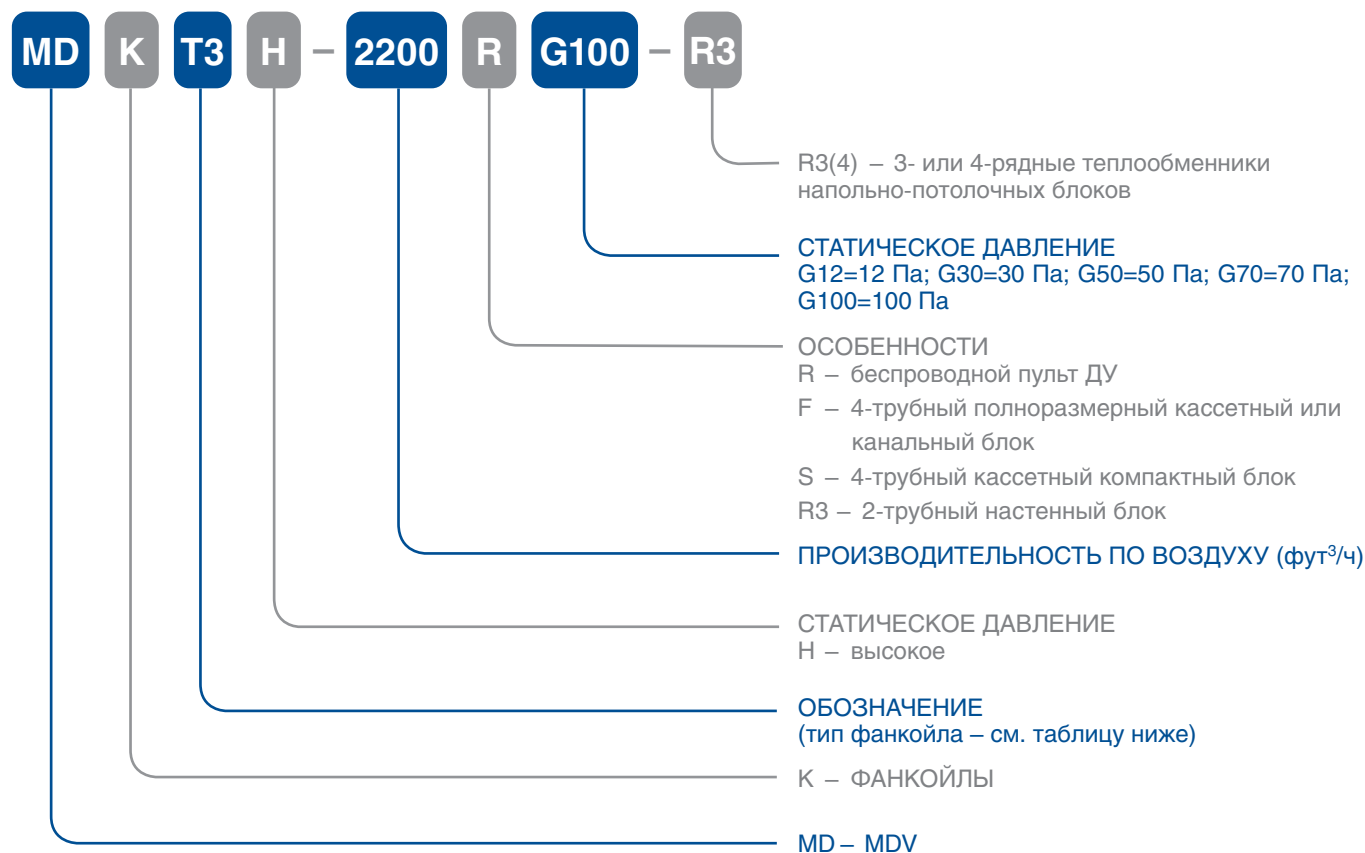 MD K T3 H – 2200 R G100 – R3
R3(4) – 3- или 4-рядные теплообменники
напольно-потолочных блоков
СТАТИЧЕСКОЕ ДАВЛЕНИЕ
G12=12 Па; G30=30 Па; G50=50 Па; G70=70 Па;
G100=100 Па
ОСОБЕННОСТИ
R – беспроводной пульт ДУ
F – 4-трубный полноразмерный кассетный или
канальный блок
S – 4-трубный кассетный компактный блок
R3 – 2-трубный настенный блок
ПРОИЗВОДИТЕЛЬНОСТЬ ПО ВОЗДУХУ (фут³/ч)
СТАТИЧЕСКОЕ ДАВЛЕНИЕ
H – высокое
ОБОЗНАЧЕНИЕ
(тип фанкойла – см. таблицу ниже)
К – ФАНКОЙЛЫ
MD – MDV